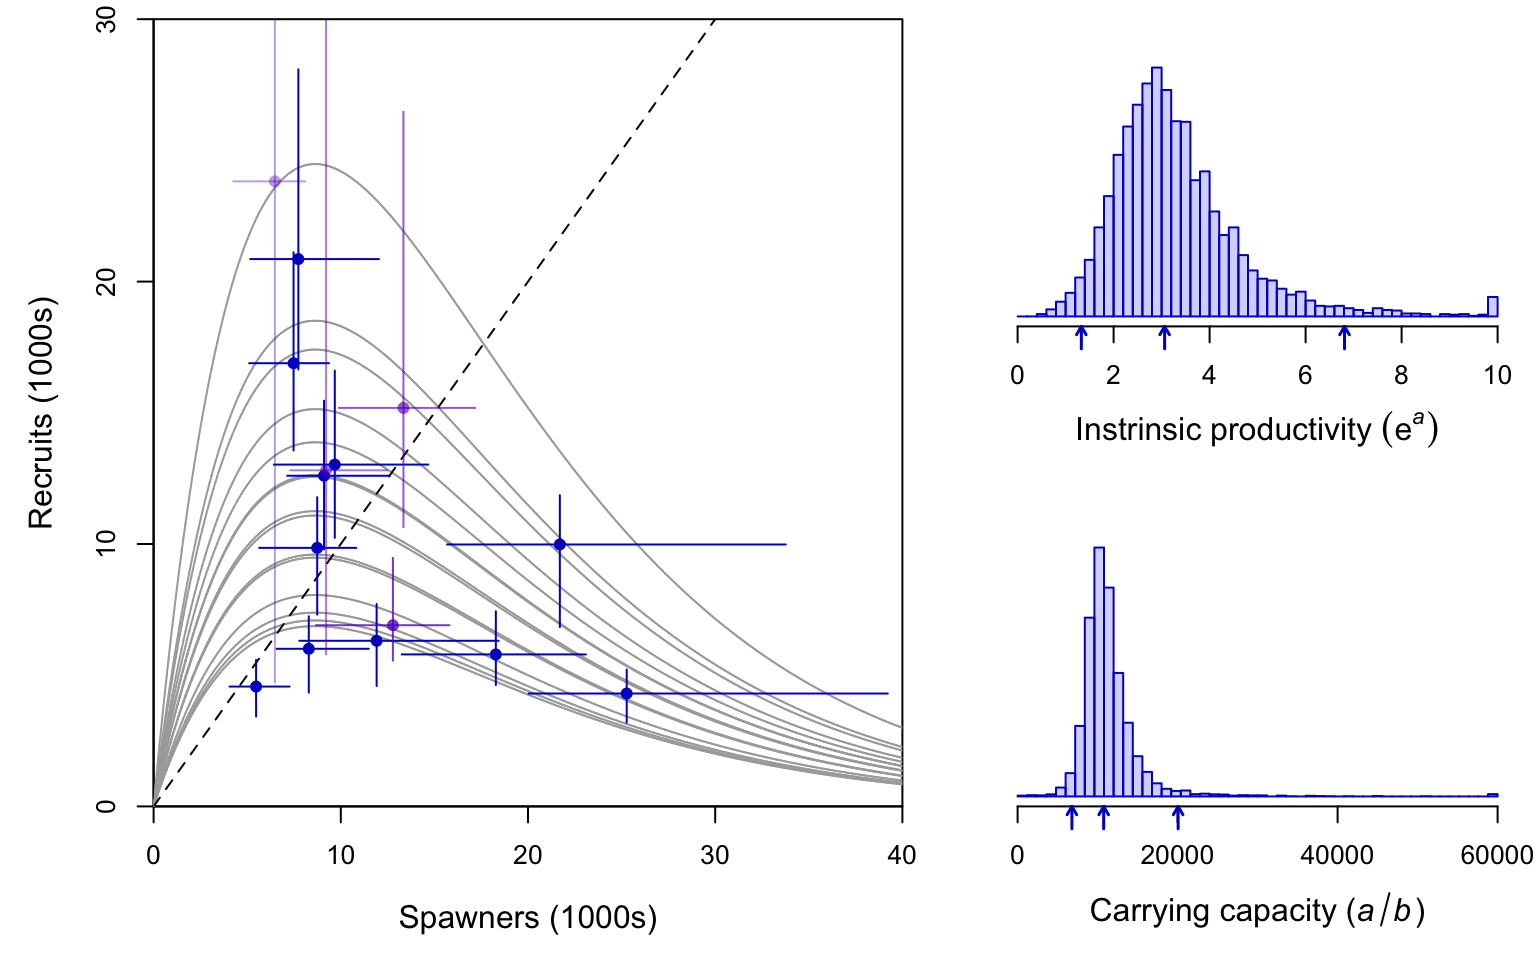 30
20
10
0
Recruits (1000s)
0 10 20 30 40
Spawners (1000s)
0 2 4 6 8 10
Instrinsic productivity (eᵃ)
0 20000 40000 60000
Carrying capacity (a/b)